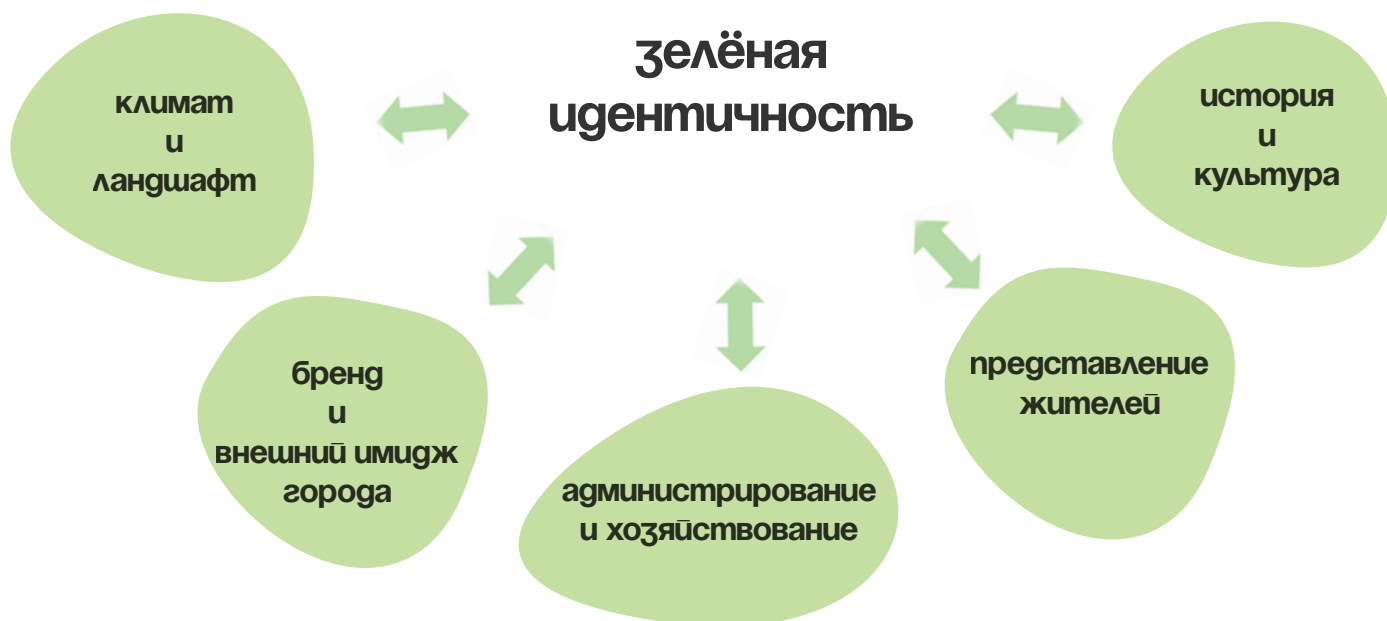 зелёная
идентичность
климат
и
ландшафт
история
и
культура
бренд
и
внешний имидж
города
администрирование
и хозяйствование
представление
жителей